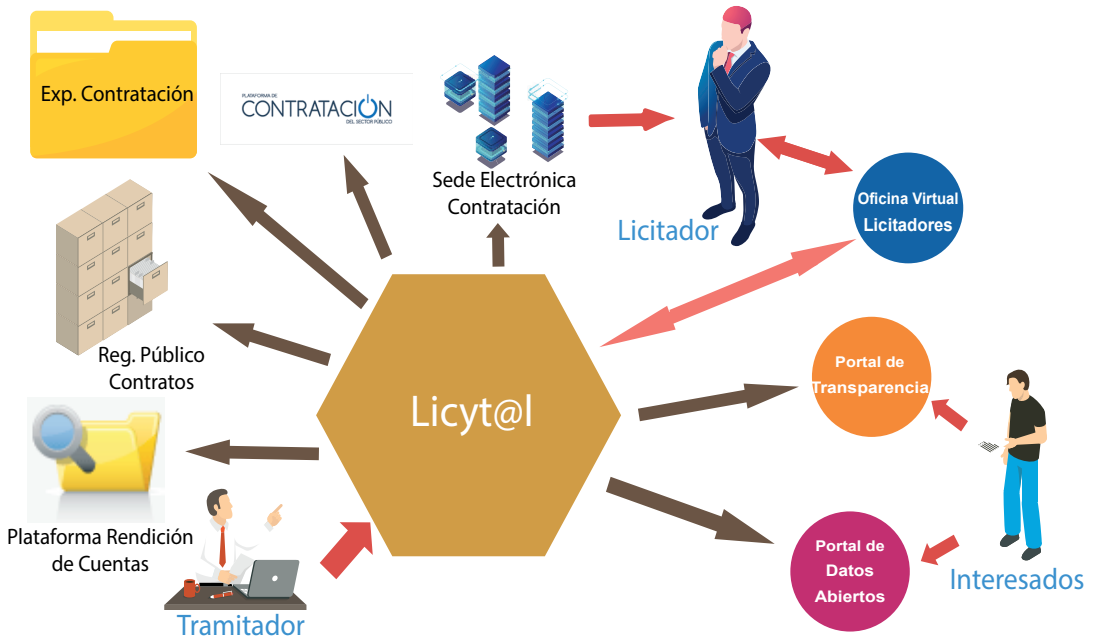 Exp. Contratación
PLATAFORMA DE
CONTRATACIÓN
DEL SECTOR PÚBLICO
Sede Electrónica
Contratación
Licitador
Oficina Virtual
Licitadores
Reg. Público
Contratos
Portal de
Transparencia
Licyt@l
Plataforma Rendición
de Cuentas
Portal de
Datos
Abiertos
Interesados
Tramitador